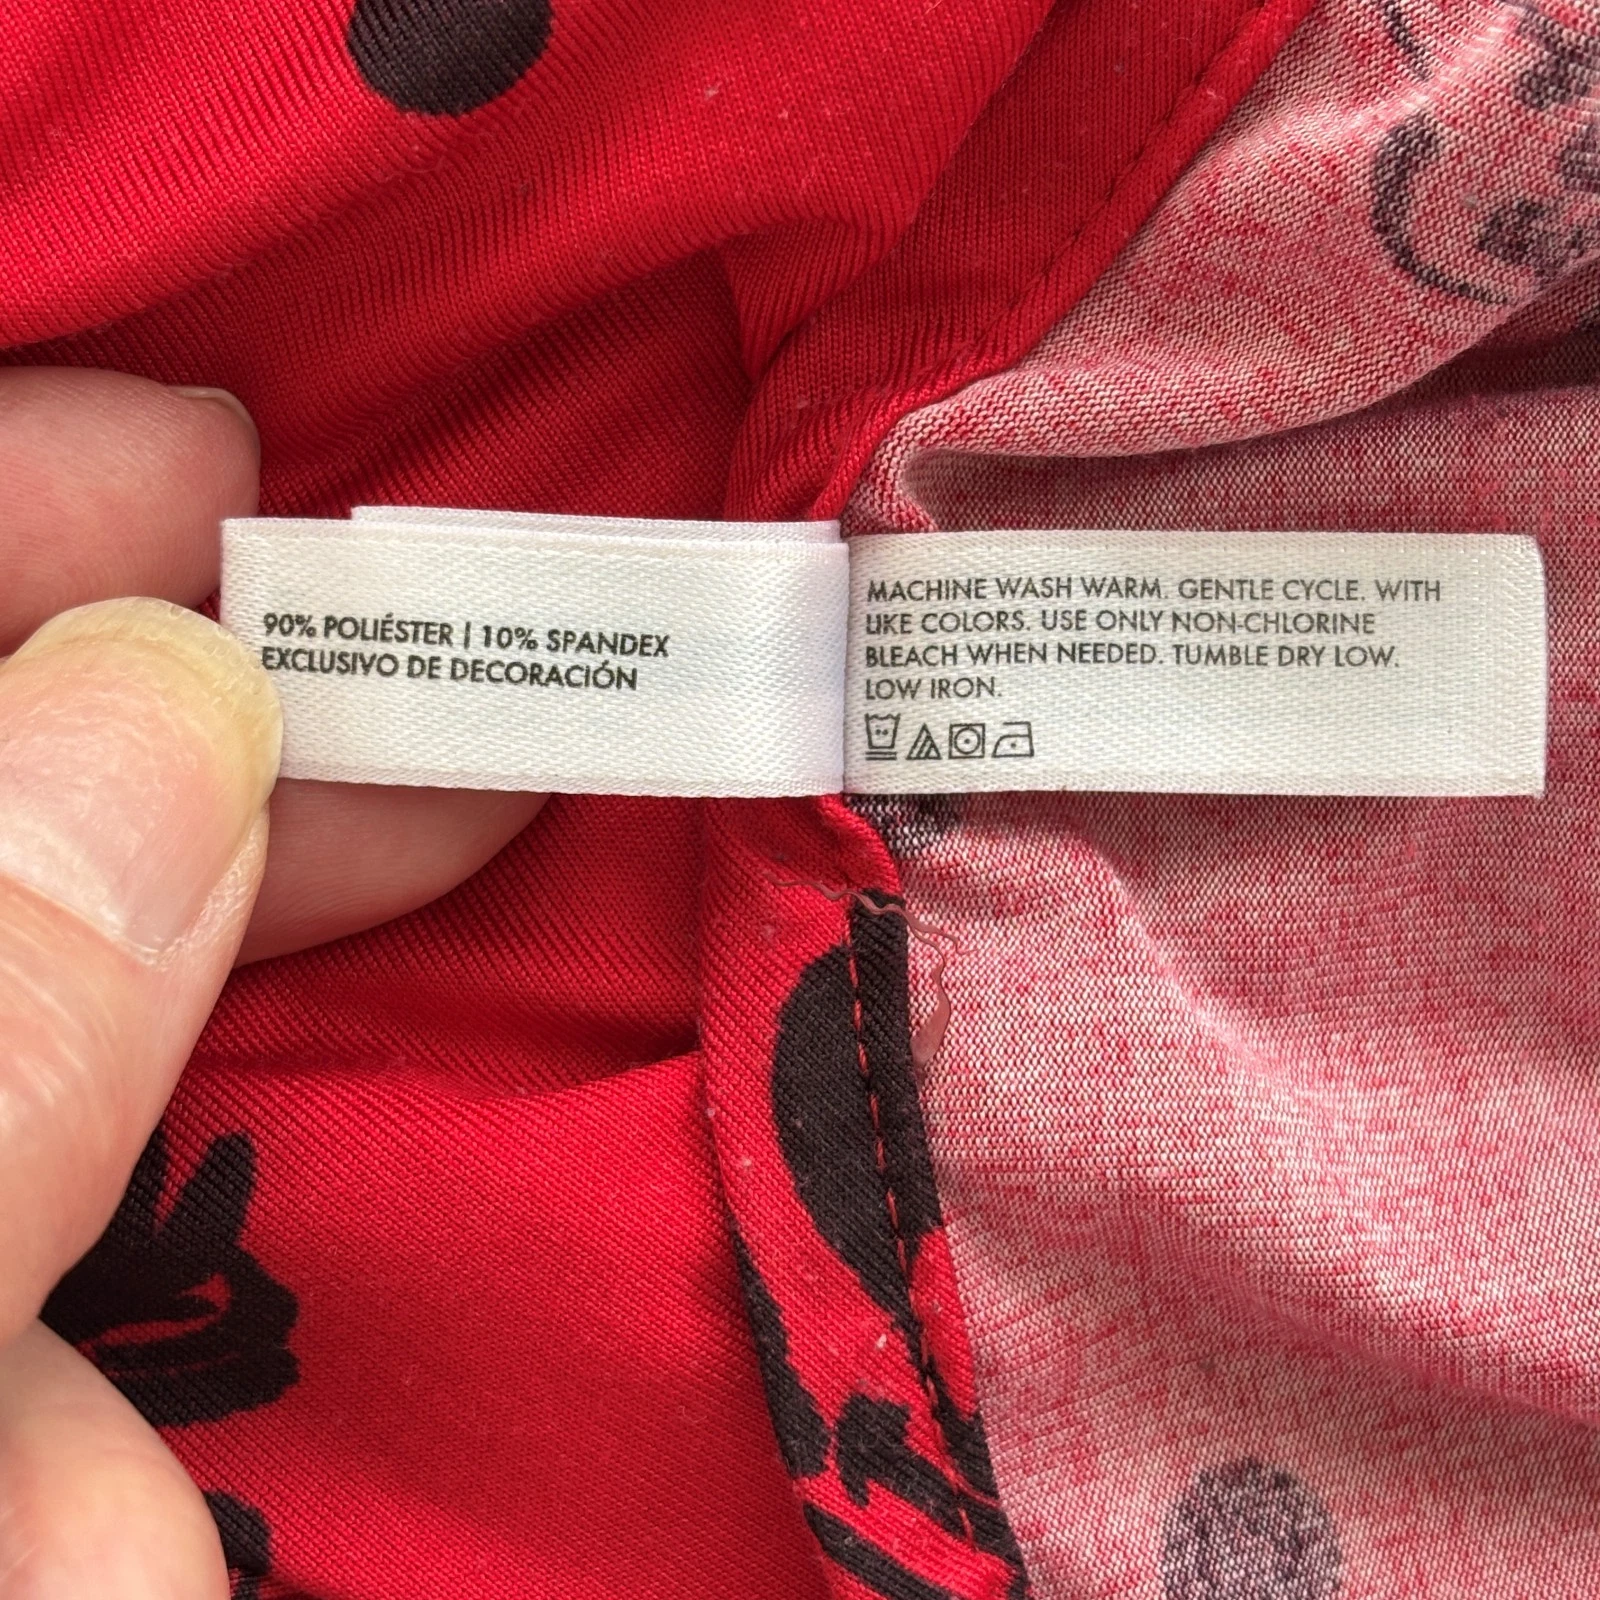 90% POLIÉSTER | 10% SPANDEX
EXCLUSIVO DE DECORACIÓN
MACHINE WASH WARM. GENTLE CYCLE. WITH
LIKE COLORS. USE ONLY NON-CHLORINE
BLEACH WHEN NEEDED. TUMBLE DRY LOW.
LOW IRON.